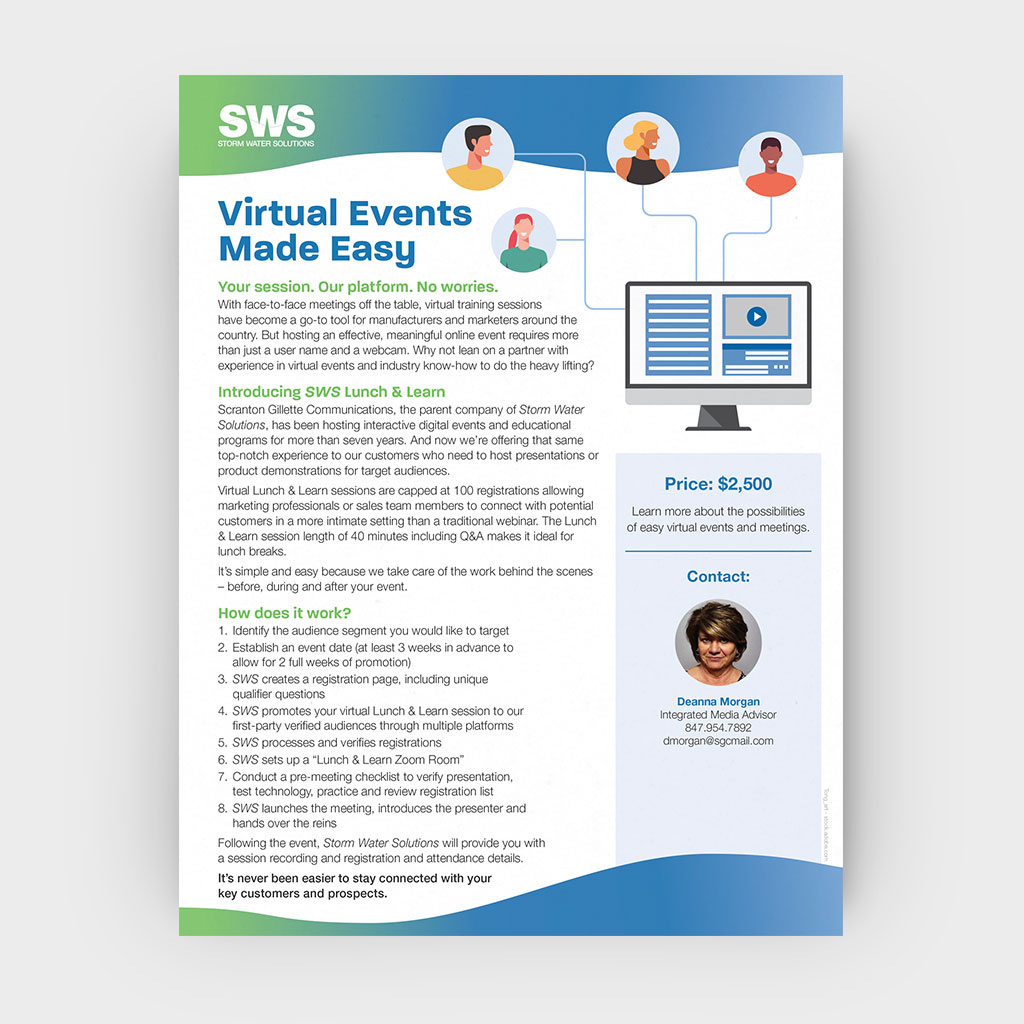 SWS
STORM WATER SOLUTIONS
Virtual Events
Made Easy
Your session. Our platform. No worries.
With face-to-face meetings off the table, virtual training sessions
have become a go-to tool for manufacturers and marketers around the
country. But hosting an effective, meaningful online event requires more
than just a user name and a webcam. Why not lean on a partner with
experience in virtual events and industry know-how to do the heavy lifting?
Introducing SWS Lunch & Learn
Scranton Gillette Communications, the parent company of Storm Water
Solutions, has been hosting interactive digital events and educational
programs for more than seven years. And now we’re offering that same
top-notch experience to our customers who need to host presentations or
product demonstrations for target audiences.
Virtual Lunch & Learn sessions are capped at 100 registrations allowing
marketing professionals or sales team members to connect with potential
customers in a more intimate setting than a traditional webinar. The Lunch
& Learn session length of 40 minutes including Q&A makes it ideal for
lunch breaks.
It’s simple and easy because we take care of the work behind the scenes
– before, during and after your event.
How does it work?
1. Identify the audience segment you would like to target
2. Establish an event date (at least 3 weeks in advance to
allow for 2 full weeks of promotion)
3. SWS creates a registration page, including unique
qualifier questions
4. SWS promotes your virtual Lunch & Learn session to our
first-party verified audiences through multiple platforms
5. SWS processes and verifies registrations
6. SWS sets up a “Lunch & Learn Zoom Room”
7. Conduct a pre-meeting checklist to verify presentation,
test technology, practice and review registration list
8. SWS launches the meeting, introduces the presenter and
hands over the reins
Following the event, Storm Water Solutions will provide you with
a session recording and registration and attendance details.
It’s never been easier to stay connected with your
key customers and prospects.
Price: $2,500
Learn more about the possibilities
of easy virtual events and meetings.
Contact:
Deanna Morgan
Integrated Media Advisor
847.954.7892
dmorgan@sgcmail.com